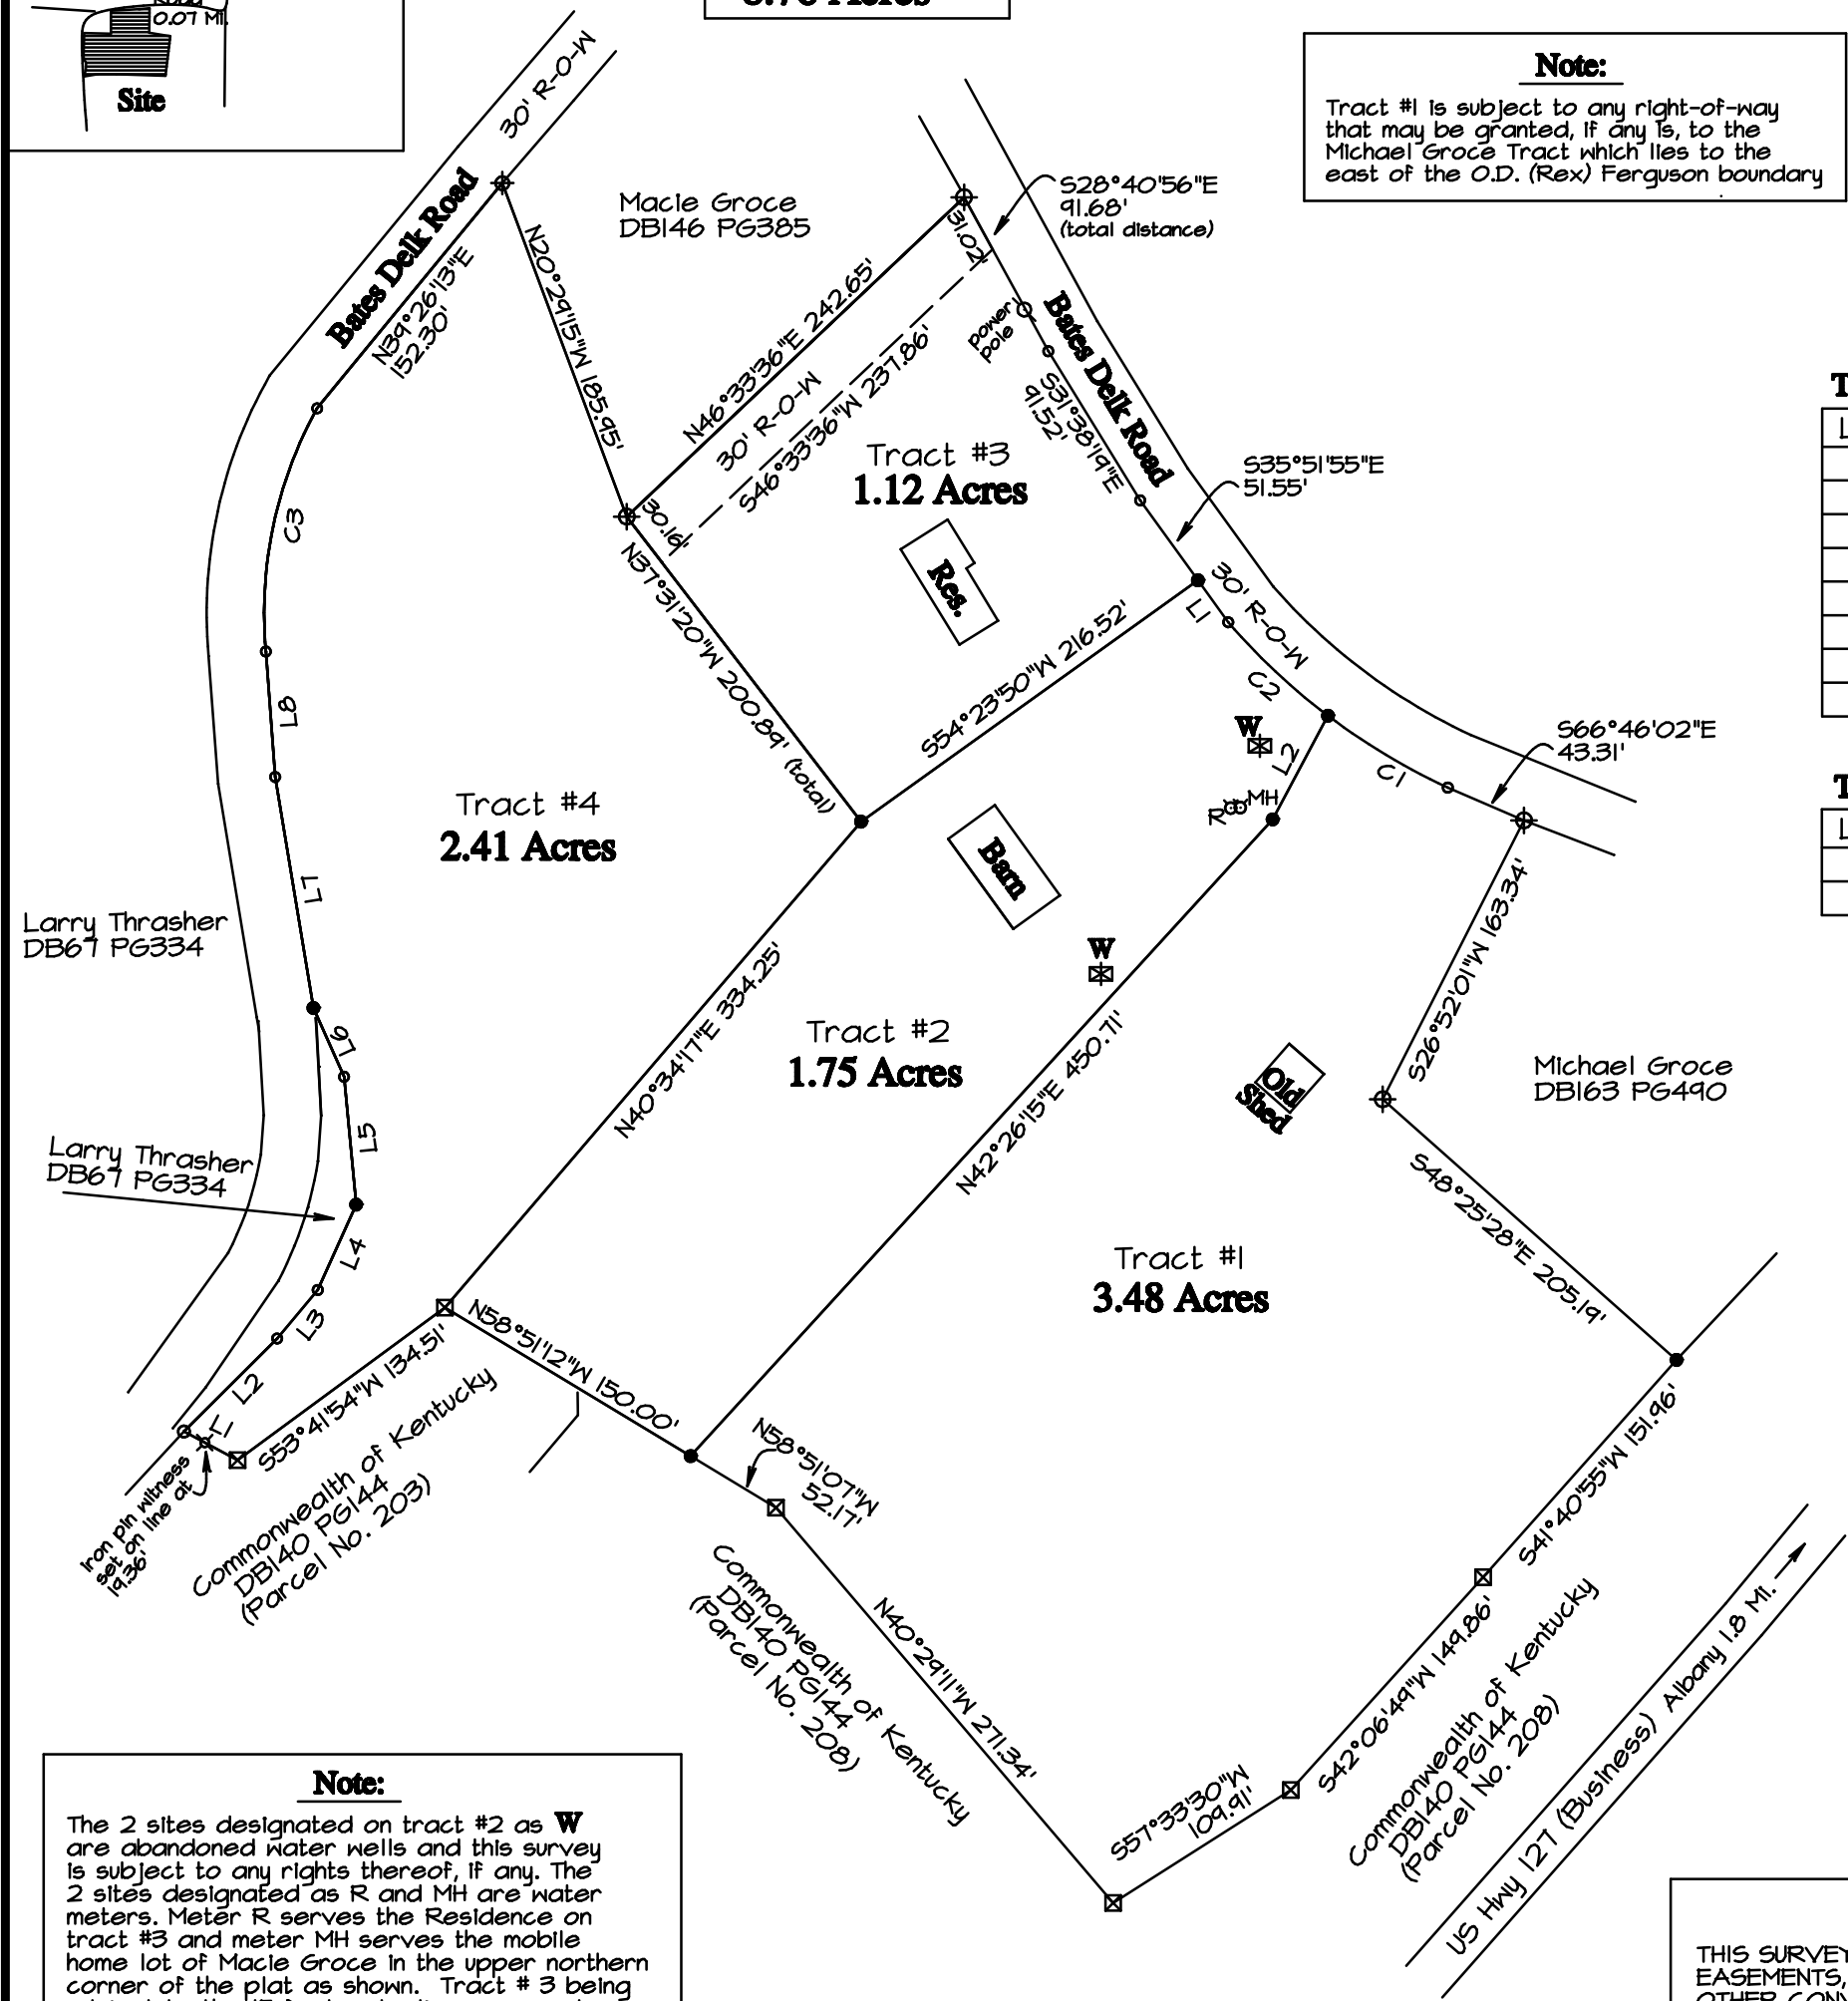 0.07 Mi.
Site
Note:
Tract #1 is subject to any right-of-way
that may be granted, if any is, to the
Michael Groce Tract which lies to the
east of the O.D. (Rex) Ferguson boundary
30' R-O-W
Bates Delk Road
N39°26'13"E
152.30'
Macie Groce
DB146 PG385
S28°40'56"E
91.68'
(total distance)
31.02'
N20°29'15"W 185.95'
N46°33'36"E 242.65'
30' R-O-W
S46°33'36"W 237.86'
30.16'
power
pole
Bates Delk Road
S31°38'19"E
91.52'
Tract #3
1.12 Acres
Res.
S35°51'55"E
51.55'
30' R-O-W
L1
C2
C3
L8
L7
N37°31'20"W 200.89' (total)
S54°23'50"W 216.52'
W
L2
R
MH
C1
S66°46'02"E
43.31'
Tract #4
2.41 Acres
Barn
W
Larry Thrasher
DB67 PG334
N40°34'17"E 334.25'
Tract #2
1.75 Acres
N42°26'15"E 450.71'
S26°52'01"W 163.34'
Old
Shed
Michael Groce
DB163 PG490
L6
L5
Larry Thrasher
DB67 PG334
L4
L3
L2
L1
S48°25'28"E 205.19'
Tract #1
3.48 Acres
S53°41'54"W 134.51'
N58°51'12"W 150.00'
N58°51'07"W
52.17'
Iron pin witness
set on line at
19.36'
Commonwealth of Kentucky
DB140 PG144
(Parcel No. 203)
Commonwealth of Kentucky
DB140 PG144
(Parcel No. 208)
N40°29'11"W 271.34'
S57°33'30"W
109.91'
S42°06'49"W 149.86'
S41°40'55"W 151.96'
Commonwealth of Kentucky
DB140 PG144
(Parcel No. 208)
US Hwy 127 (Business) Albany 1.8 Mi.
Note:
The 2 sites designated on tract #2 as W
are abandoned water wells and this survey
is subject to any rights thereof, if any. The
2 sites designated as R and MH are water
meters. Meter R serves the Residence on
tract #3 and meter MH serves the mobile
home lot of Macie Groce in the upper northern
corner of the plat as shown. Tract # 3 being
THIS SURVEY
EASEMENTS,